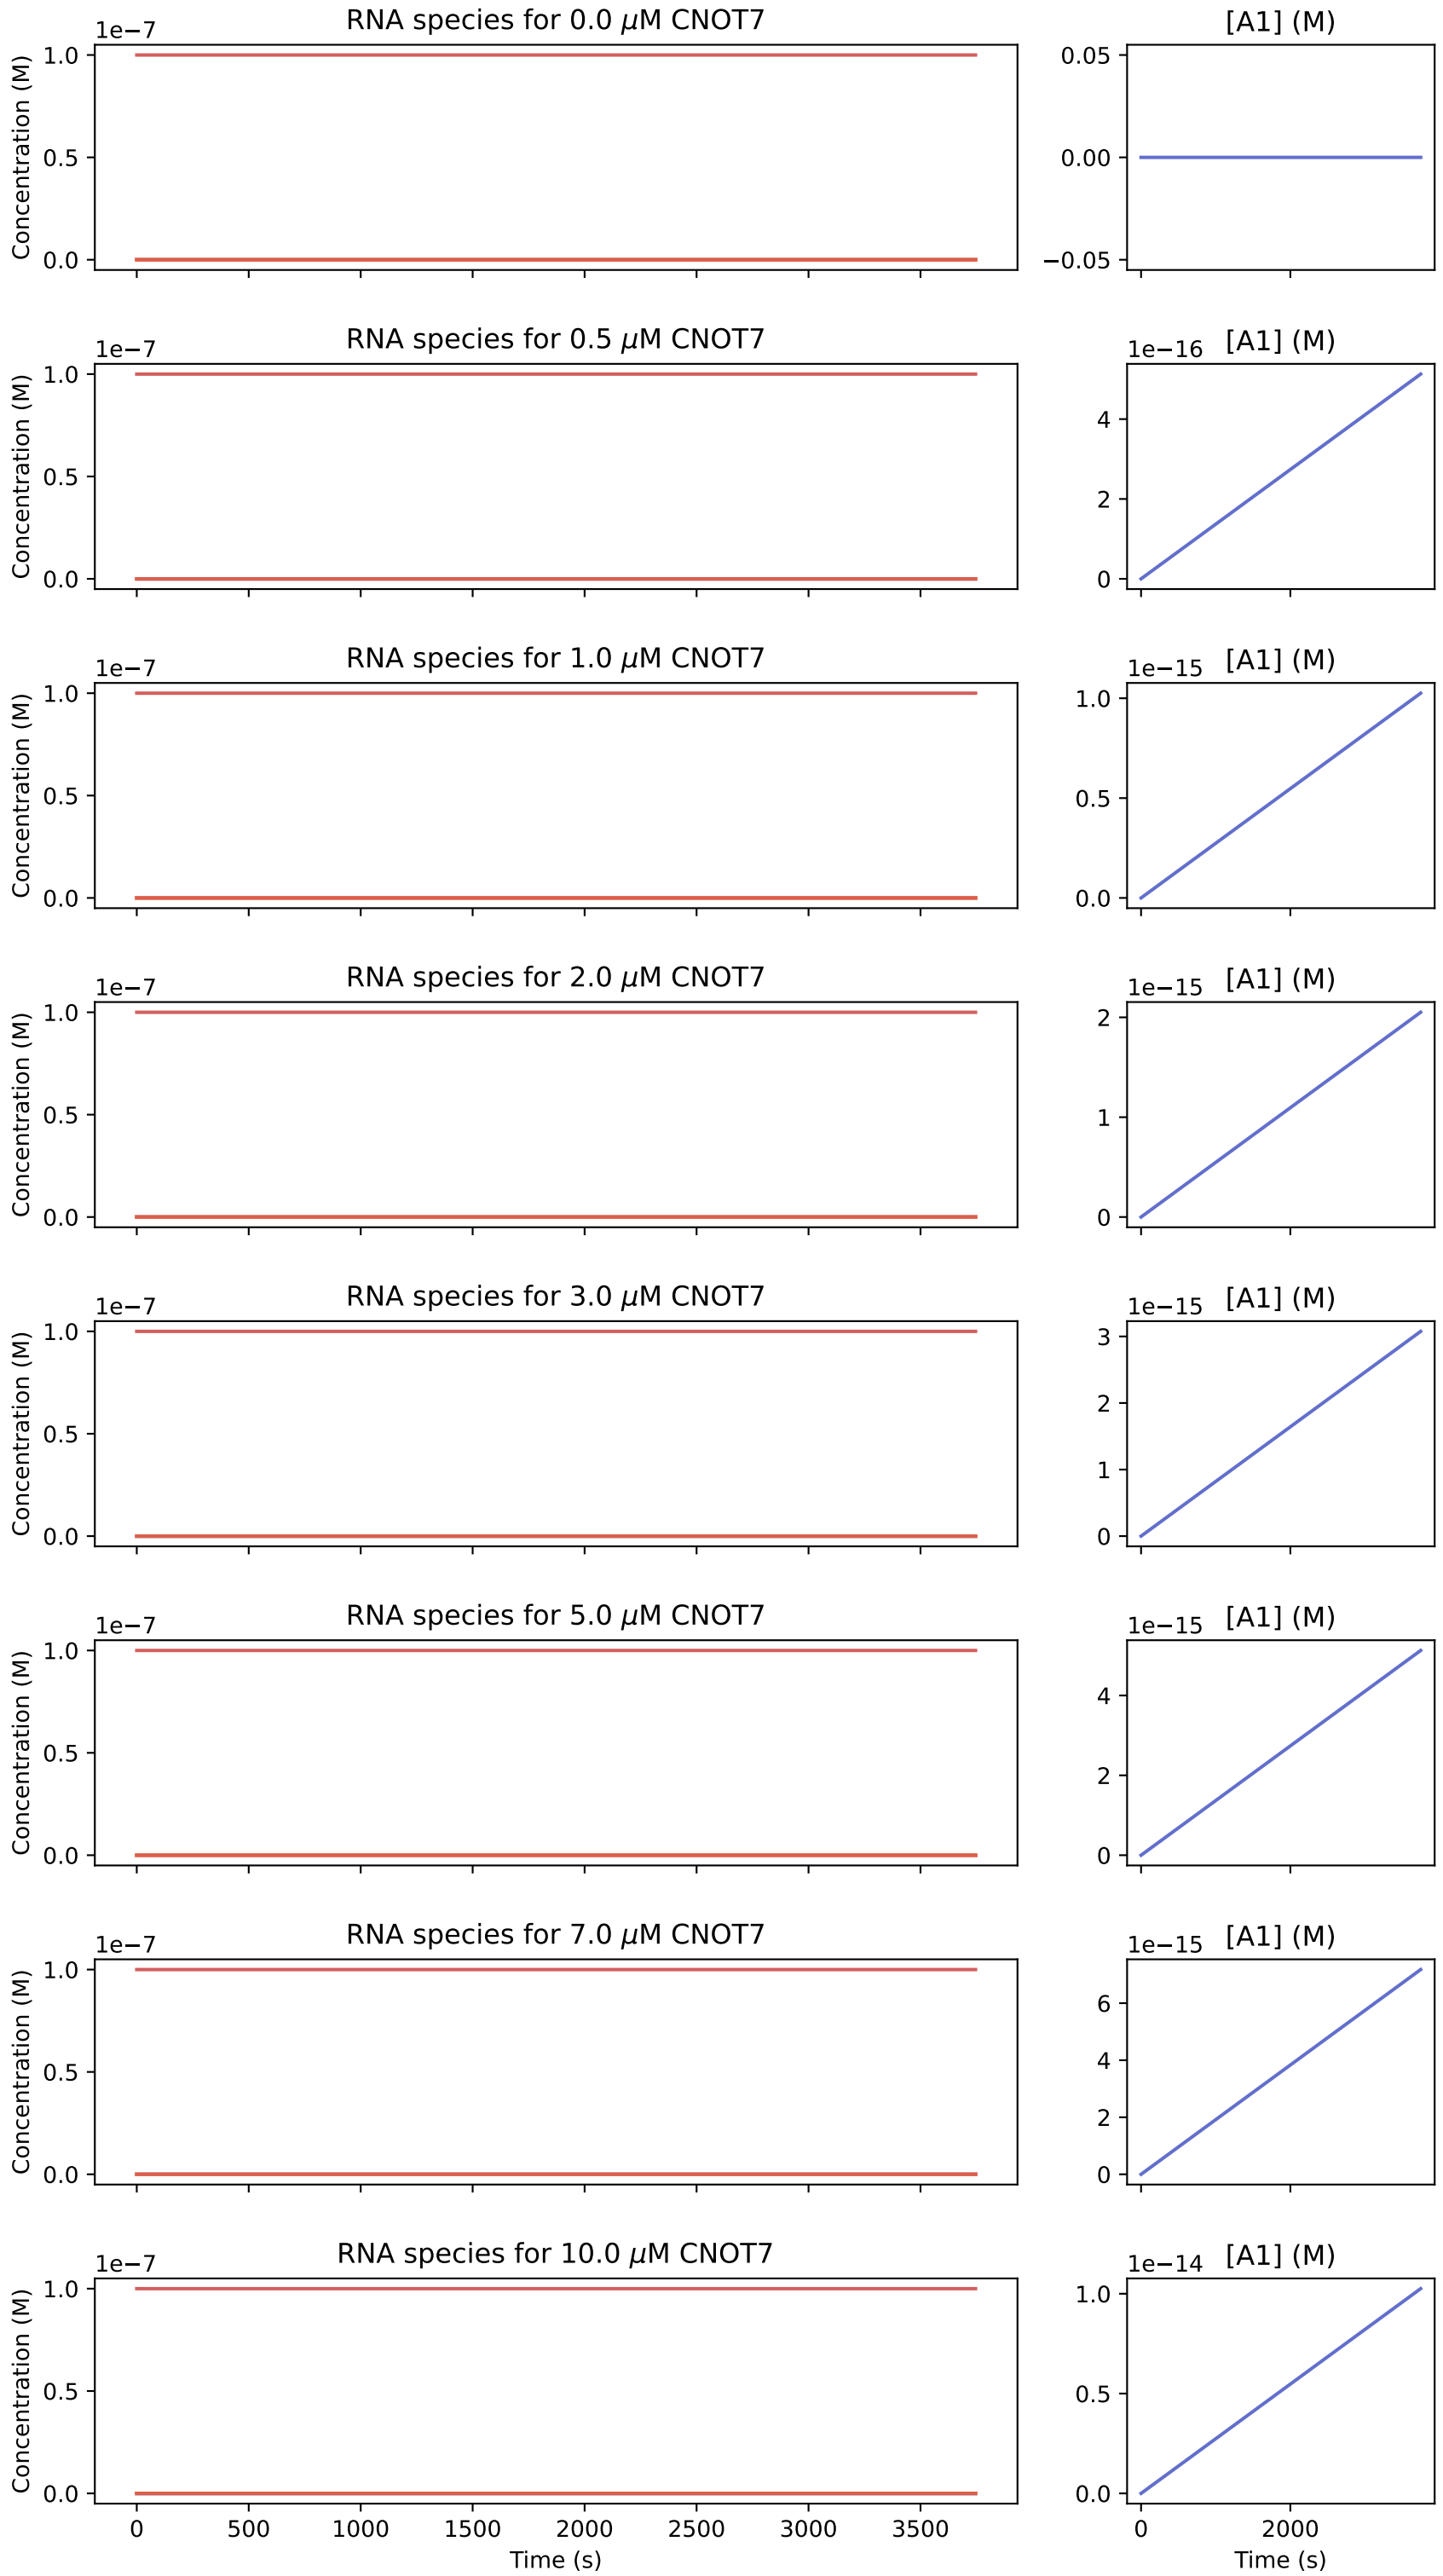 RNA species for 0.0 μM CNOT7
1e−7
Concentration (M)
1.0
0.5
0.0
[A1] (M)
0.05
0.00
−0.05
RNA species for 0.5 μM CNOT7
1e−7
Concentration (M)
1.0
0.5
0.0
1e−16 [A1] (M)
4
2
0
RNA species for 1.0 μM CNOT7
1e−7
Concentration (M)
1.0
0.5
0.0
1e−15 [A1] (M)
1.0
0.5
0.0
RNA species for 2.0 μM CNOT7
1e−7
Concentration (M)
1.0
0.5
0.0
1e−15 [A1] (M)
2
1
0
RNA species for 3.0 μM CNOT7
1e−7
Concentration (M)
1.0
0.5
0.0
1e−15 [A1] (M)
3
2
1
0
RNA species for 5.0 μM CNOT7
1e−7
Concentration (M)
1.0
0.5
0.0
1e−15 [A1] (M)
4
2
0
RNA species for 7.0 μM CNOT7
1e−7
Concentration (M)
1.0
0.5
0.0
1e−15 [A1] (M)
6
4
2
0
RNA species for 10.0 μM CNOT7
1e−7
Concentration (M)
1.0
0.5
0.0
0 500 1000 1500 2000 2500 3000 3500
Time (s)
1e−14 [A1] (M)
1.0
0.5
0.0
0 2000
Time (s)